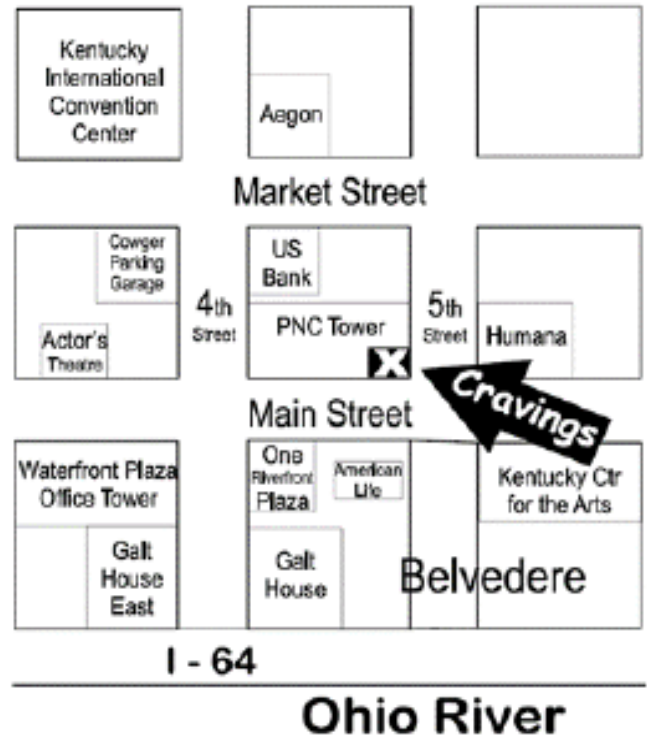 Kentucky
International
Convention
Center
Aegon
Market Street
Cowger
Parking
Garage
Actor's
Theatre
4th
Street
US
Bank
PNC Tower
X
5th
Street
Humana
Cravings
Main Street
Waterfront Plaza
Office Tower
Galt
House
East
One
Riverfront
Plaza
American
Life
Galt
House
Kentucky Ctr
for the Arts
Belvedere
I - 64
Ohio River